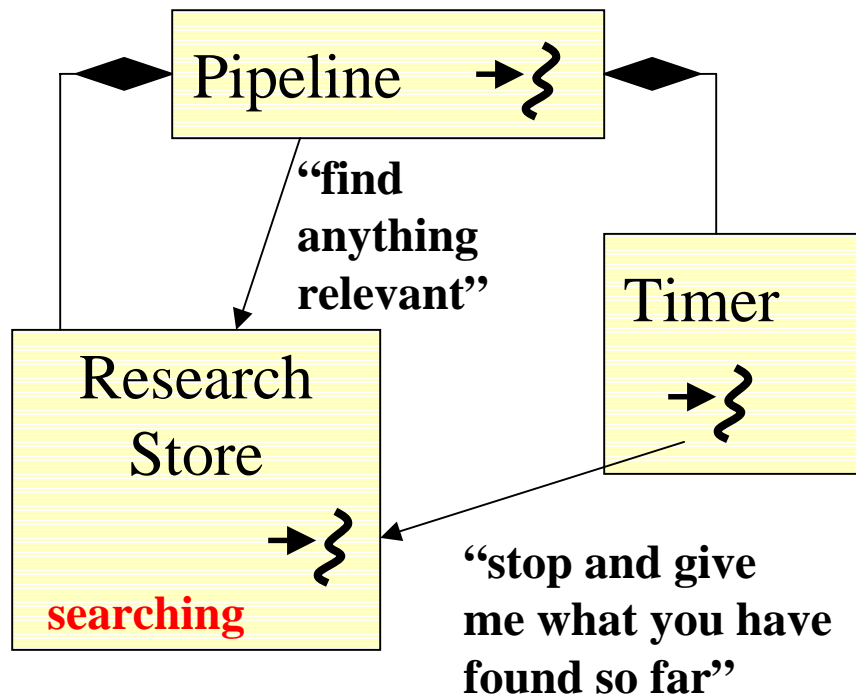 Pipeline
“find
anything
relevant”
Timer
Research
Store
searching
“stop and give
me what you have
found so far”